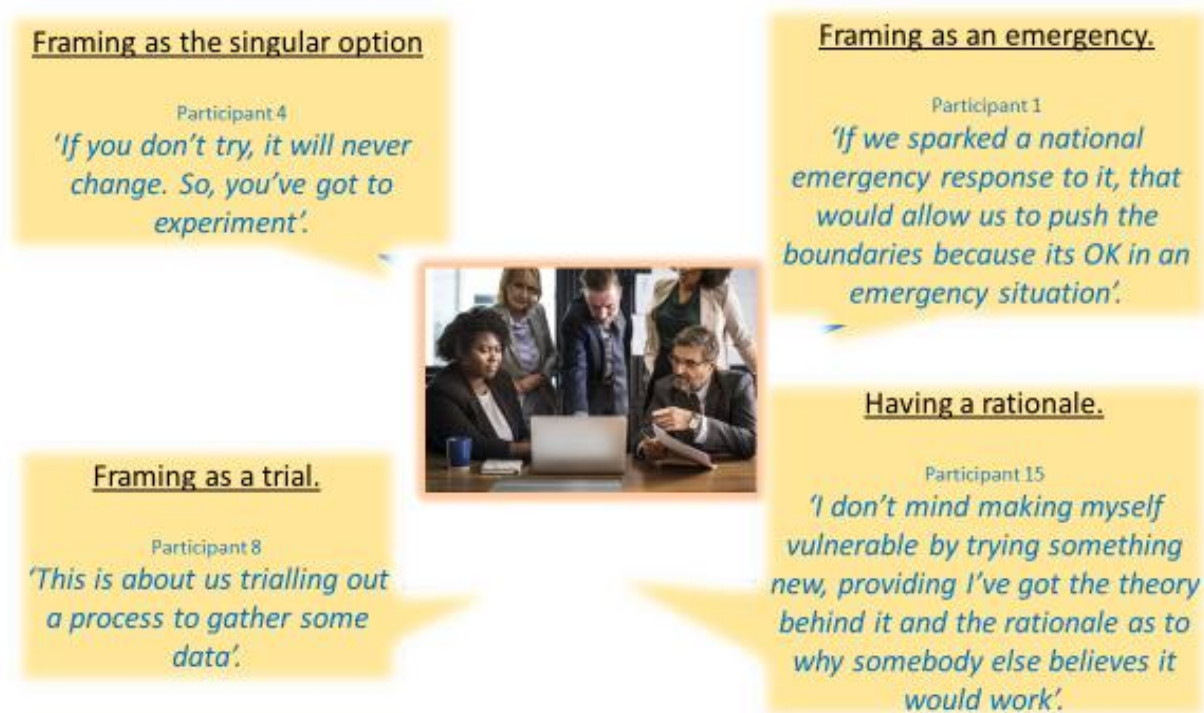 Framing as the singular option
Participant 4
‘If you don’t try, it will never
change. So, you’ve got to
experiment’.
Framing as an emergency.
Participant 1
‘If we sparked a national
emergency response to it, that
would allow us to push the
boundaries because its OK in an
emergency situation’.
Framing as a trial.
Participant 8
‘This is about us trialling out
a process to gather some
data’.
Having a rationale.
Participant 15
‘I don’t mind making myself
vulnerable by trying something
new, providing I’ve got the theory
behind it and the rationale as to
why somebody else believes it
would work’.